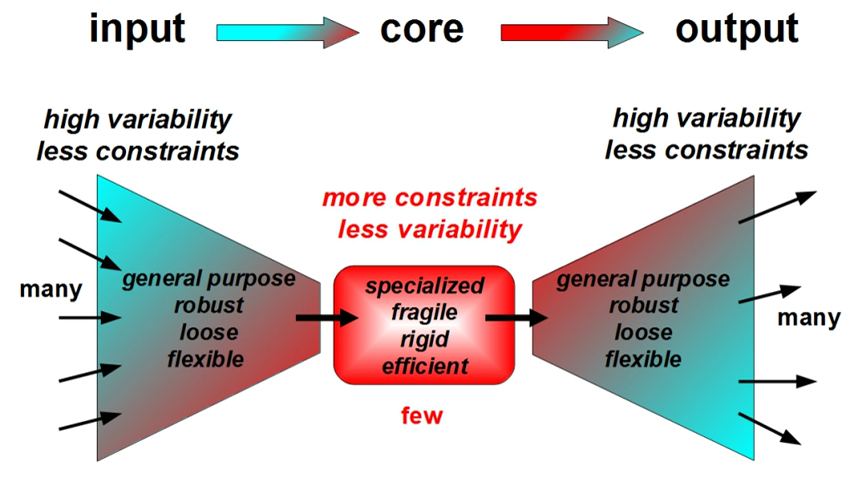 input core output
high variability
less constraints
high variability
less constraints
more constraints
less variability
many
general purpose
robust
loose
flexible
specialized
fragile
rigid
efficient
general purpose
robust
loose
flexible
many
few